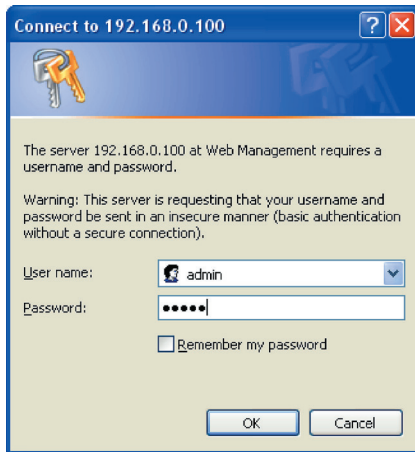 Connect to 192.168.0.100
The server 192.168.0.100 at Web Management requires a
username and password.
Warning: This server is requesting that your username and
password be sent in an insecure manner (basic authentication
without a secure connection).
User name:
admin
Password:
•••••
Remember my password
OK
Cancel